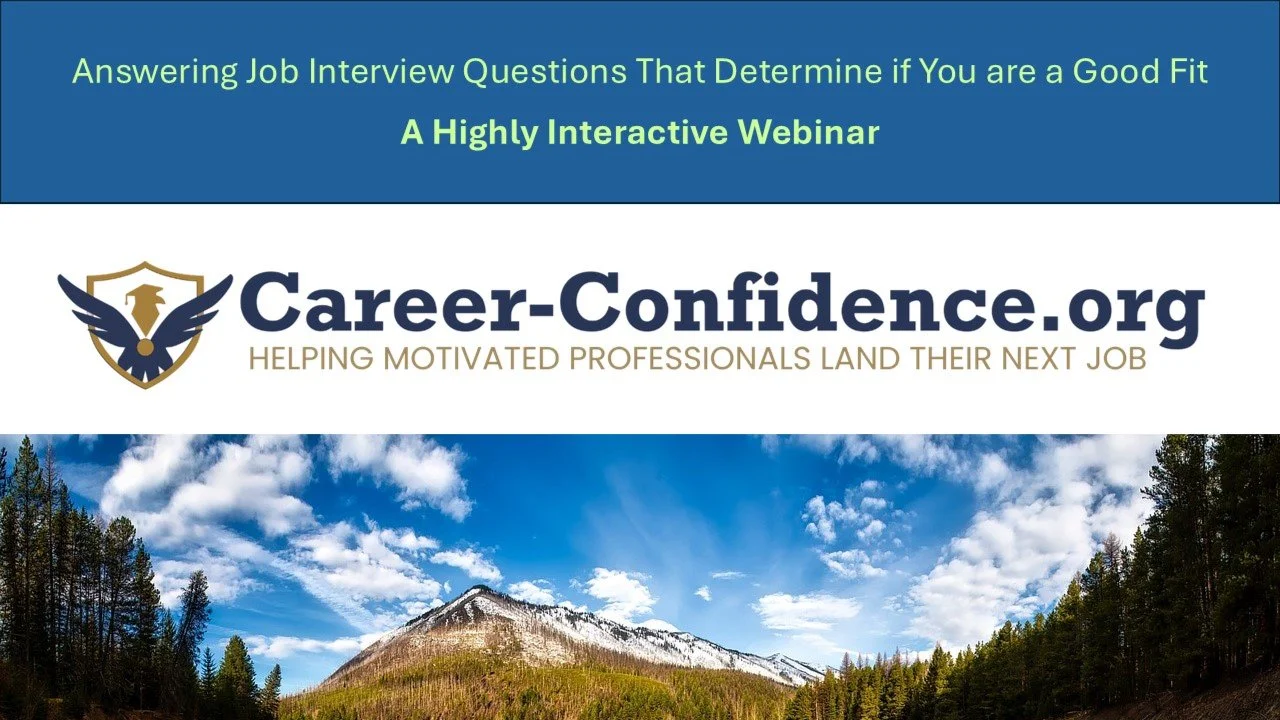 Answering Job Interview Questions That Determine if You are a Good Fit
A Highly Interactive Webinar
Career-Confidence.org
HELPING MOTIVATED PROFESSIONALS LAND THEIR NEXT JOB